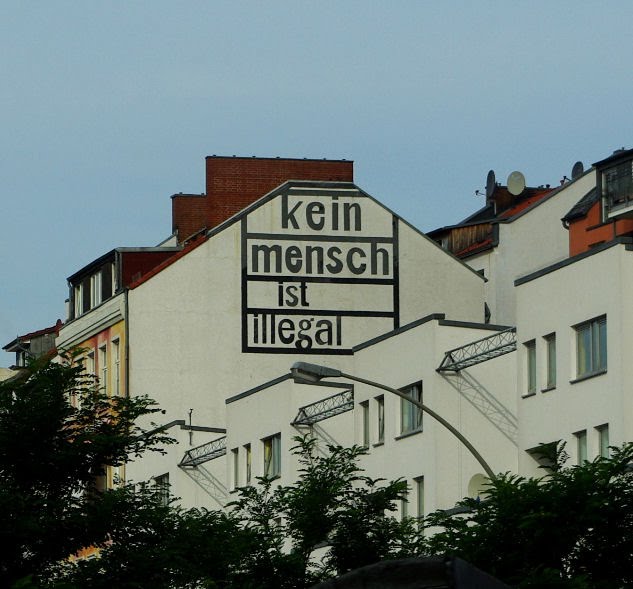 kein
mensch
ist
illegal